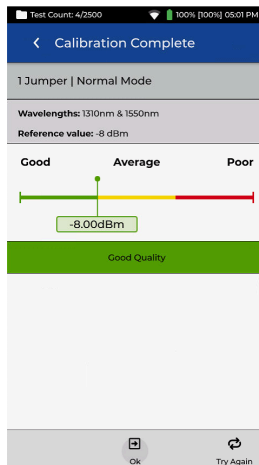 Test Count: 4/2500 100% [100%] 05:01 PM
Calibration Complete
1 Jumper | Normal Mode
Wavelengths: 1310nm & 1550nm
Reference value: -8 dBm
Good Average Poor
-8.00dBm
Good Quality
Ok Try Again